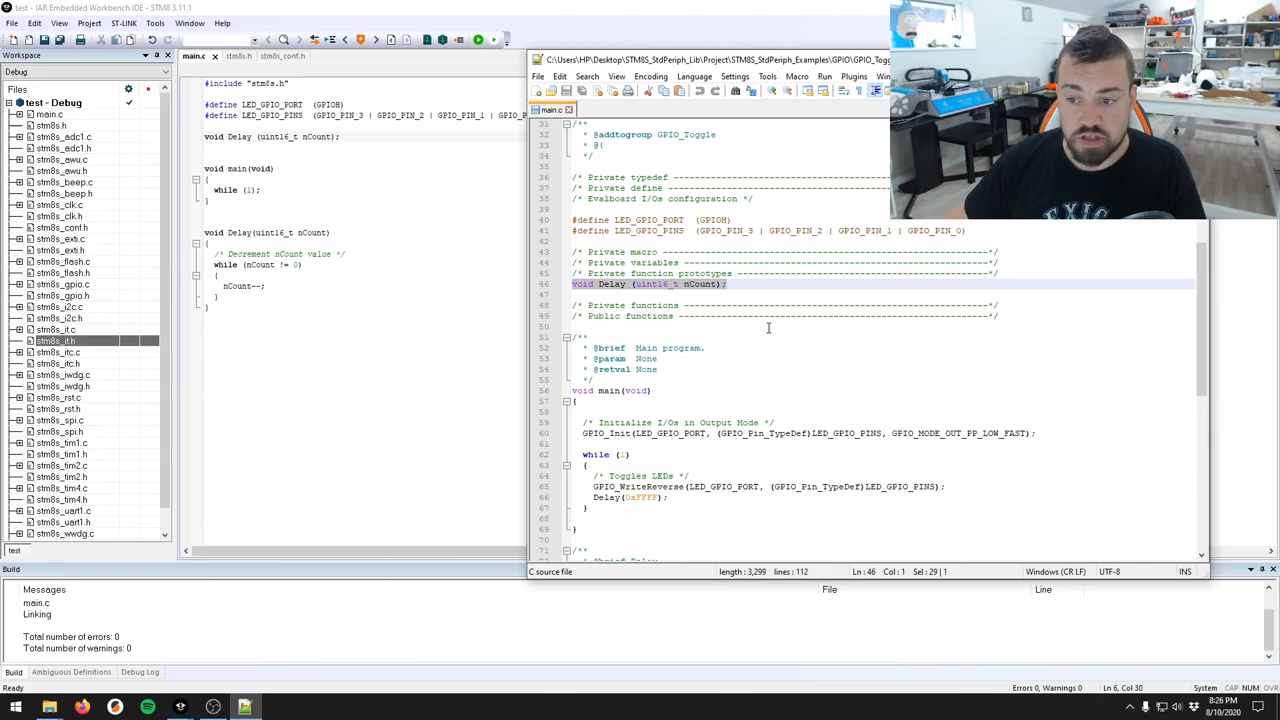 test - IAR Embedded Workbench IDE - STM8 3.11.1
File Edit View Project ST-LINK Tools Window Help
Workspace
Debug
Files
test - Debug
main.c
stm8s.h
stm8s_adc1.c
stm8s_adc1.h
stm8s_awu.c
stm8s_awu.h
stm8s_beep.c
stm8s_beep.h
stm8s_clk.c
stm8s_clk.h
stm8s_conf.h
stm8s_exti.c
stm8s_exti.h
stm8s_flash.c
stm8s_flash.h
stm8s_gpio.c
stm8s_gpio.h
stm8s_i2c.c
stm8s_i2c.h
stm8s_it.c
stm8s_it.h
stm8s_itc.c
stm8s_itc.h
stm8s_iwdg.c
stm8s_iwdg.h
stm8s_rst.c
stm8s_rst.h
stm8s_spi.c
stm8s_spi.h
stm8s_tim1.c
stm8s_tim1.h
stm8s_tim2.c
stm8s_tim2.h
stm8s_tim4.c
stm8s_tim4.h
stm8s_uart1.c
stm8s_uart1.h
stm8s_wwdg.c
test
main.c stm8s.h stm8s_conf.h
#include "stm8s.h"
#define LED_GPIO_PORT (GPIOH)
#define LED_GPIO_PINS (GPIO_PIN_3 | GPIO_PIN_2 | GPIO_PIN_1 | GPIO_P
void Delay (uint16_t nCount);
void main(void)
{
while (1);
}
void Delay(uint16_t nCount)
{
/* Decrement nCount value */
while (nCount != 0)
{
nCount--;
}
}
C:\Users\HP\Desktop\STM8S_StdPeriph_Lib\Project\STM8S_StdPeriph_Examples\GPIO\GPIO_Togg
File Edit Search View Encoding Language Settings Tools Macro Run Plugins Win
main.c
31 /**
32 * @addtogroup GPIO_Toggle
33 * @{
34 */
35
36 /* Private typedef -----------------------------------------
37 /* Private define ------------------------------------------
38 /* Evalboard I/Os configuration */
39
40 #define LED_GPIO_PORT (GPIOH)
41 #define LED_GPIO_PINS (GPIO_PIN_3 | GPIO_PIN_2 | GPIO_PIN_1 | GPIO_PIN_0)
42
43 /* Private macro -------------------------------------------------------------*/
44 /* Private variables ---------------------------------------------------------*/
45 /* Private function prototypes -----------------------------------------------*/
46 void Delay (uint16_t nCount);
47
48 /* Private functions ---------------------------------------------------------*/
49 /* Public functions ----------------------------------------------------------*/
50
51 /**
52 * @brief Main program.
53 * @param None
54 * @retval None
55 */
56 void main(void)
57 {
58
59 /* Initialize I/Os in Output Mode */
60 GPIO_Init(LED_GPIO_PORT, (GPIO_Pin_TypeDef)LED_GPIO_PINS, GPIO_MODE_OUT_PP_LOW_FAST);
61
62 while (1)
63 {
64 /* Toggles LEDs */
65 GPIO_WriteReverse(LED_GPIO_PORT, (GPIO_Pin_TypeDef)LED_GPIO_PINS);
66 Delay(0xFFFF);
67 }
68
69 }
70
71 /**
C source file length : 3,299 lines : 112 Ln : 46 Col : 1 Sel : 29 | 1 Windows (CR LF) UTF-8 INS
Build
Messages File Line
main.c
Linking
Total number of errors: 0
Total number of warnings: 0
Build Ambiguous Definitions Debug Log
Ready Errors 0, Warnings 0 Ln 6, Col 30 System CAP NUM OVR
8:26 PM
8/10/2020